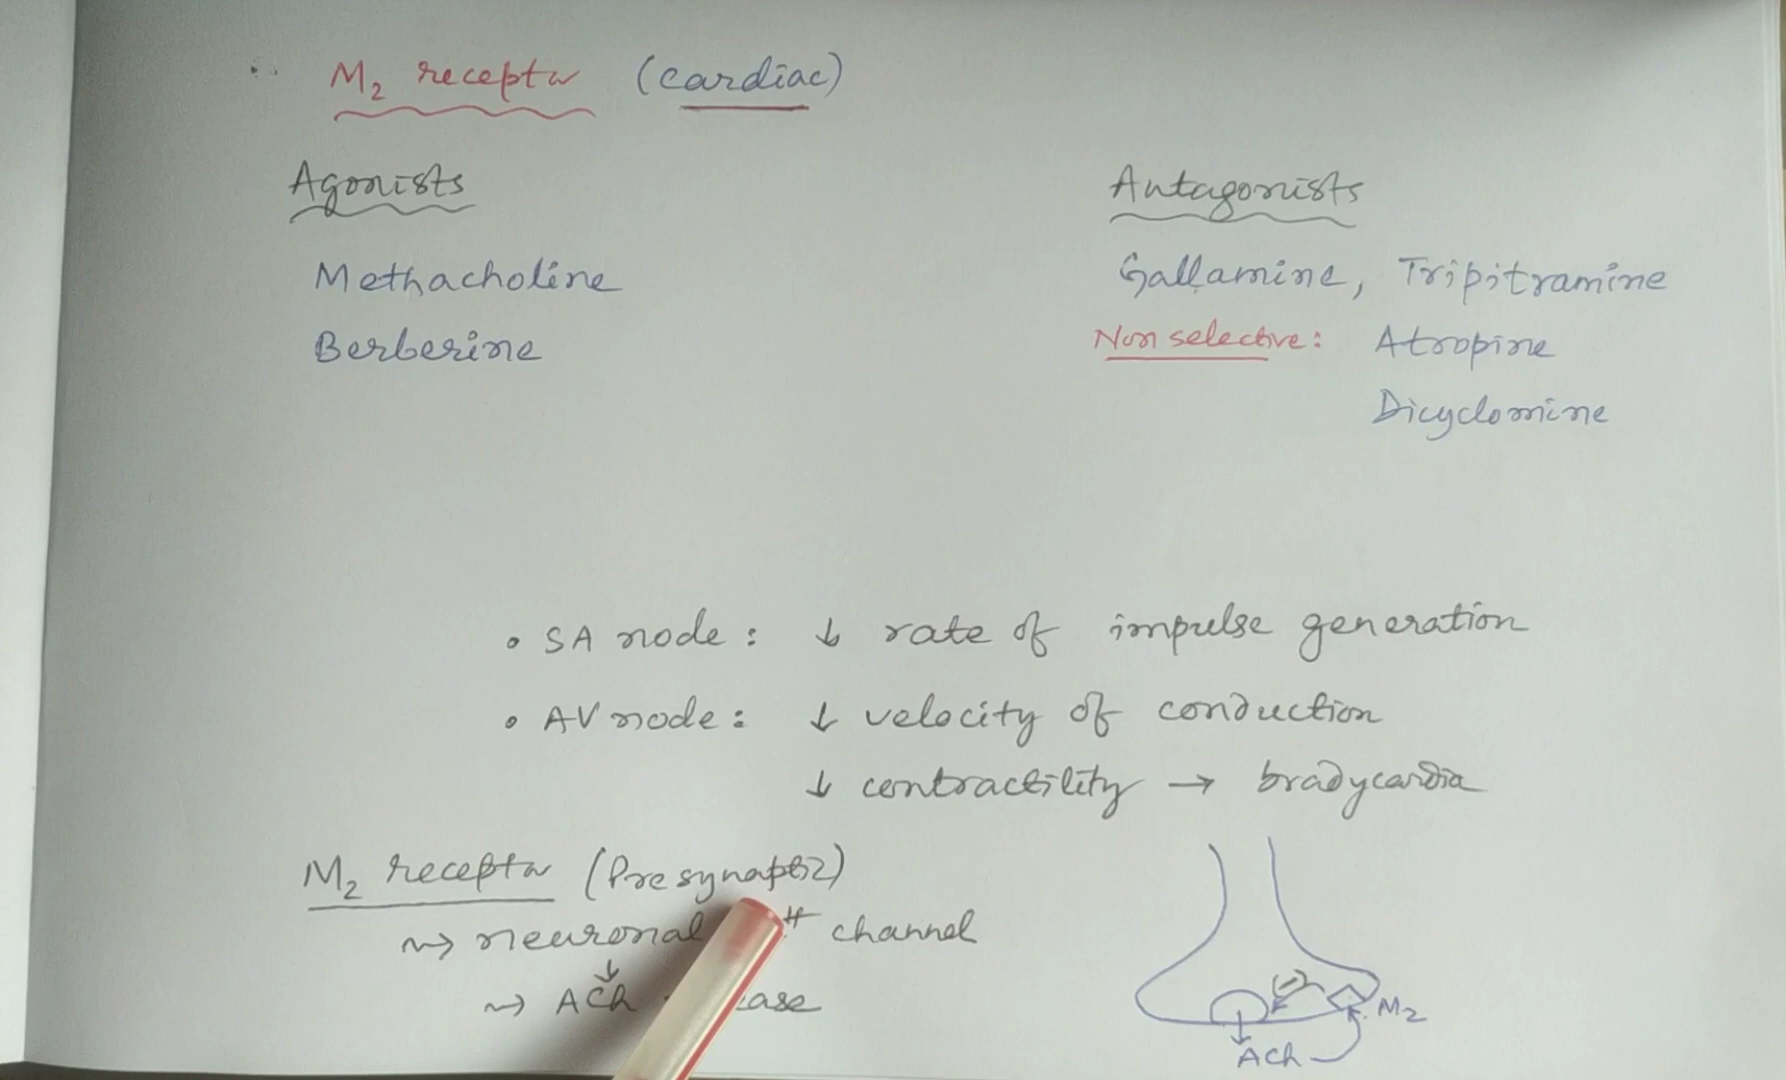 M2 receptor (cardiac)
Agonists
Antagonists
Methacholine
Gallamine, Tripitramine
Berberine
Non selective: Atropine
Dicyclomine
• SA node: ↓ rate of impulse generation
• AV node: ↓ velocity of conduction
↓ contractility → bradycardia
M2 receptor (Presynaptic)
⇝ neuronal channel
↓
⇝ ACh
(-)
M2
ACh